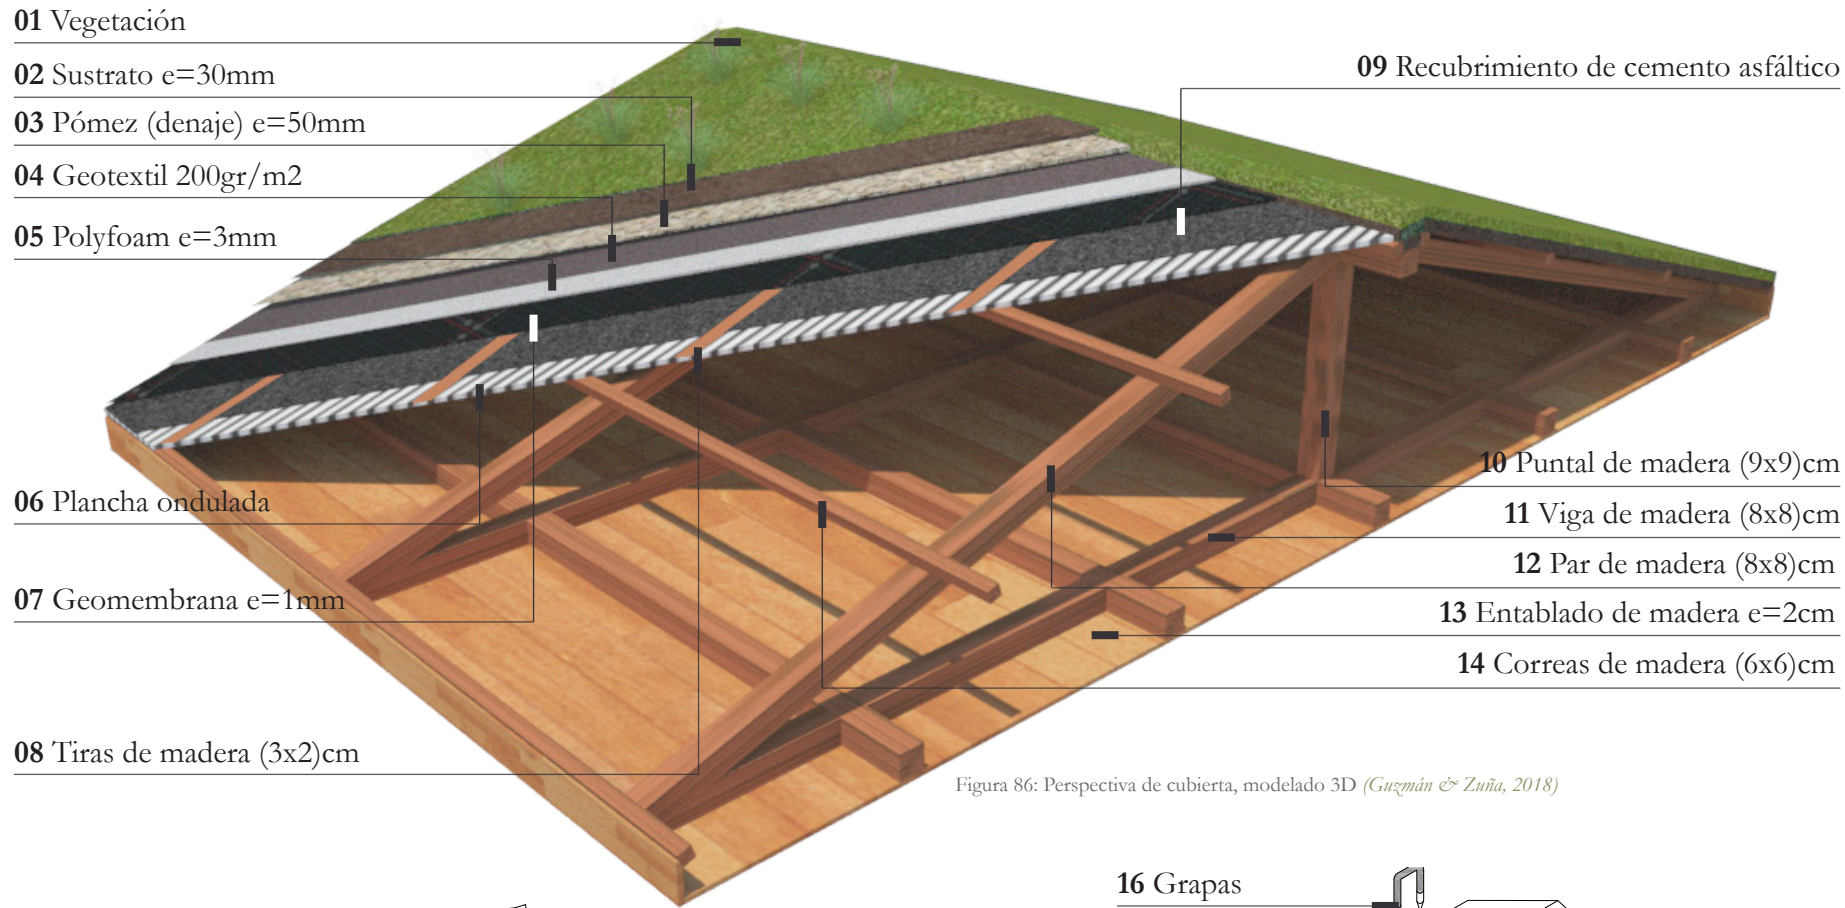 01 Vegetación
02 Sustrato e=30mm
03 Pómez (denaje) e=50mm
04 Geotextil 200gr/m2
05 Polyfoam e=3mm
06 Plancha ondulada
07 Geomembrana e=1mm
08 Tiras de madera (3x2)cm
09 Recubrimiento de cemento asfáltico
10 Puntal de madera (9x9)cm
11 Viga de madera (8x8)cm
12 Par de madera (8x8)cm
13 Entablado de madera e=2cm
14 Correas de madera (6x6)cm
Figura 86: Perspectiva de cubierta, modelado 3D (Guzmán & Zuña, 2018)
16 Grapas